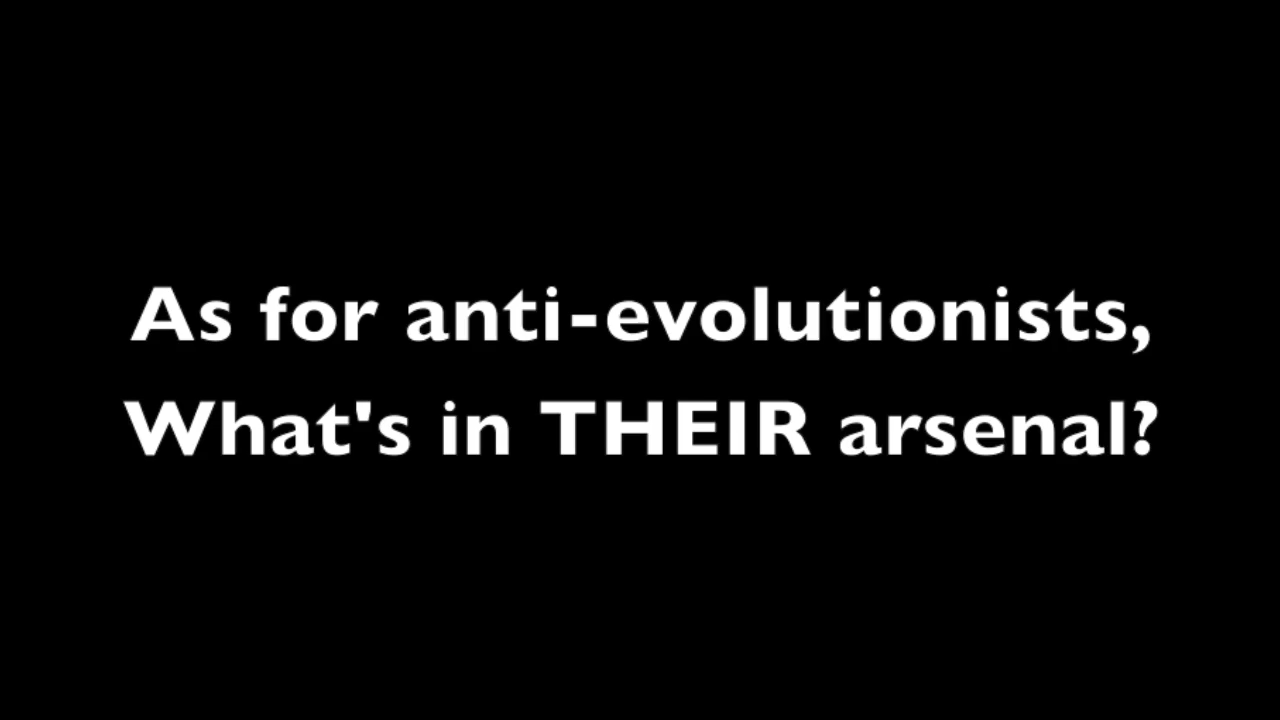 As for anti-evolutionists,
What's in THEIR arsenal?